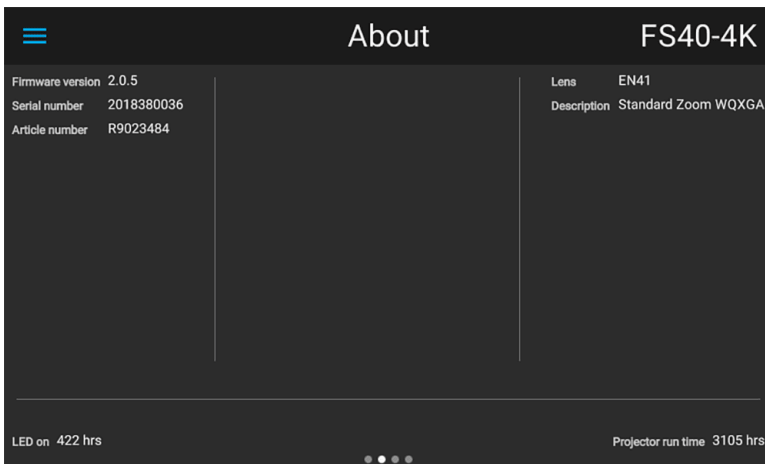 About
FS40-4K
Firmware version 2.0.5
Serial number 2018380036
Article number R9023484
Lens EN41
Description Standard Zoom WQXGA
LED on 422 hrs
Projector run time 3105 hrs